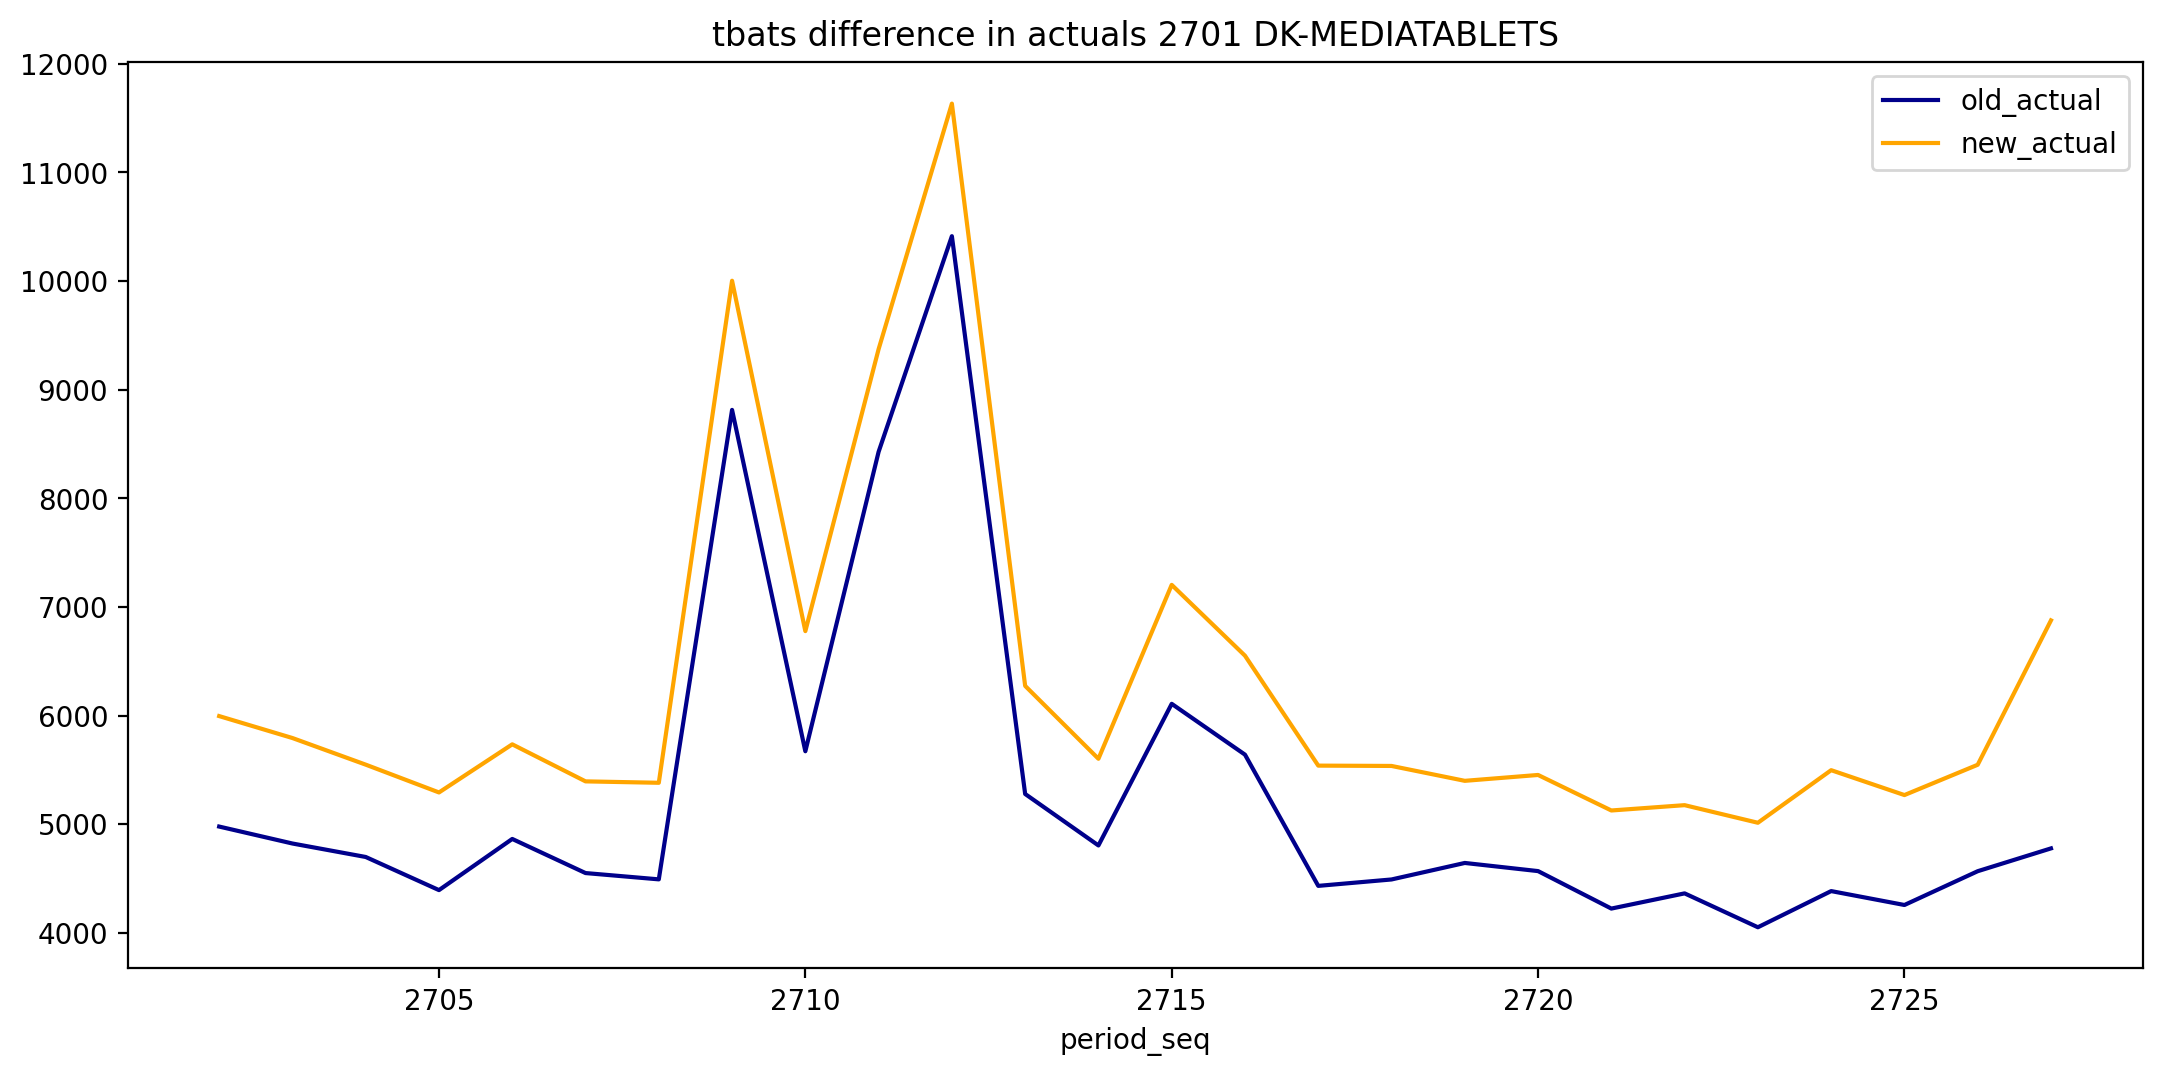 tbats difference in actuals 2701 DK-MEDIATABLETS
12000
11000
10000
9000
8000
7000
6000
5000
4000
old_actual
new_actual
2705 2710 2715 2720 2725
period_seq